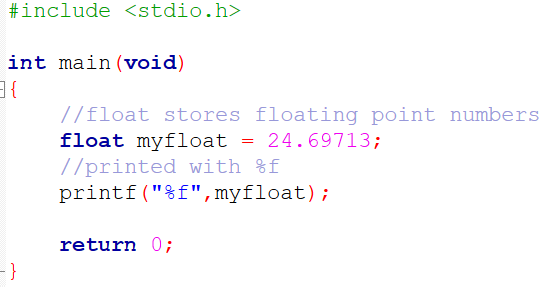 #include <stdio.h>
int main(void)
{
//float stores floating point numbers
float myfloat = 24.69713;
//printed with %f
printf("%f",myfloat);
return 0;
}